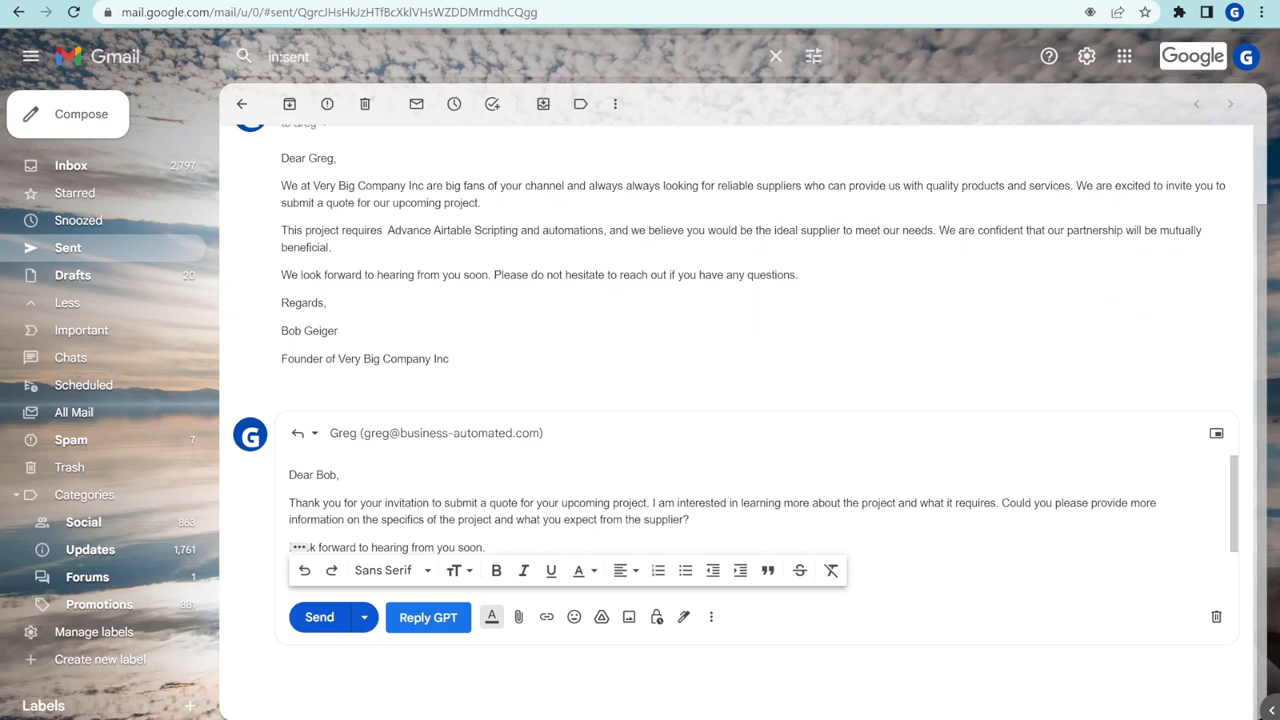 mail.google.com/mail/u/0/#sent/QgrcJHsHkJzHTfBcXklVHsWZDDMrmdhCQgg
G
Gmail
in:sent
Google
G
Compose
Inbox 2,797
Starred
Snoozed
Sent
Drafts 20
Less
Important
Chats
Scheduled
All Mail
Spam 7
Trash
Categories
Social 863
Updates 1,761
Forums 1
Promotions 881
Manage labels
Create new label
Labels
to Greg
Dear Greg,
We at Very Big Company Inc are big fans of your channel and always always looking for reliable suppliers who can provide us with quality products and services. We are excited to invite you to
submit a quote for our upcoming project.
This project requires Advance Airtable Scripting and automations, and we believe you would be the ideal supplier to meet our needs. We are confident that our partnership will be mutually
beneficial.
We look forward to hearing from you soon. Please do not hesitate to reach out if you have any questions.
Regards,
Bob Geiger
Founder of Very Big Company Inc
G
Greg (greg@business-automated.com)
Dear Bob,
Thank you for your invitation to submit a quote for your upcoming project. I am interested in learning more about the project and what it requires. Could you please provide more
information on the specifics of the project and what you expect from the supplier?
k forward to hearing from you soon.
Sans Serif
Send
Reply GPT